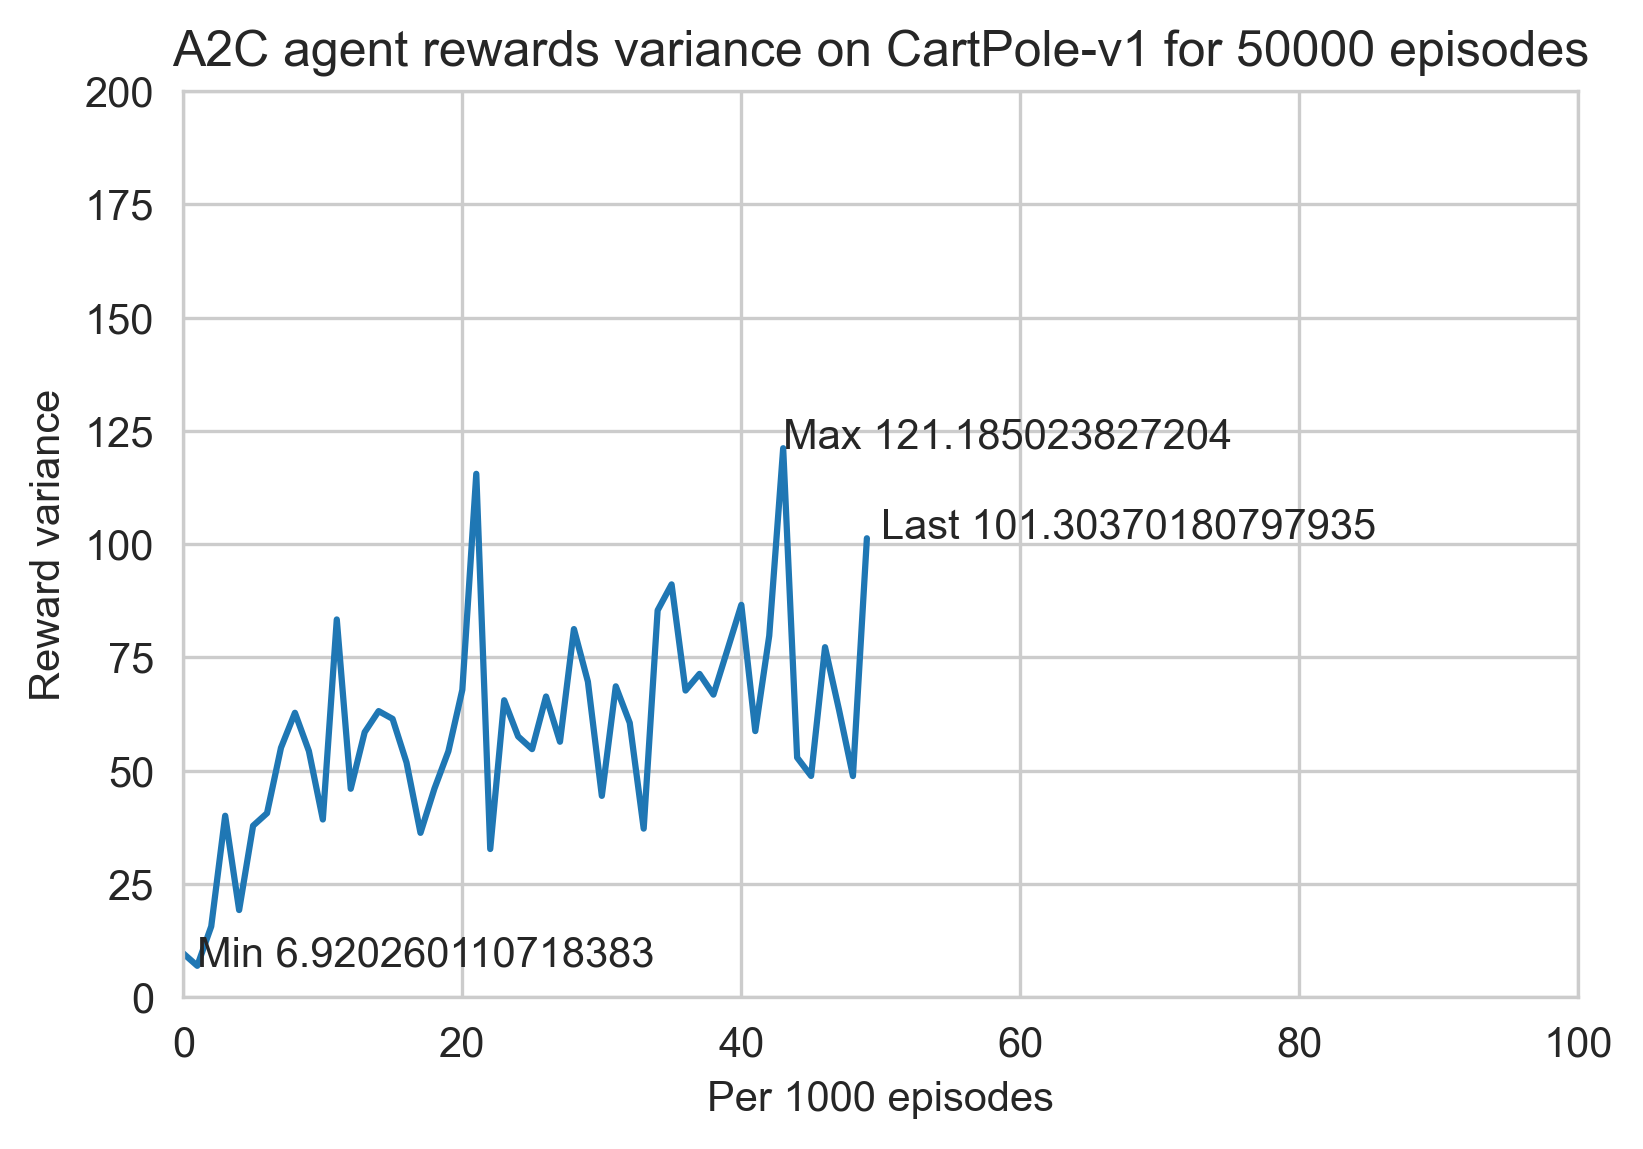 A2C agent rewards variance on CartPole-v1 for 50000 episodes
200
175
150
125
100
75
50
25
0
Reward variance
Max 121.185023827204
Last 101.30370180797935
Min 6.920260110718383
0 20 40 60 80 100
Per 1000 episodes